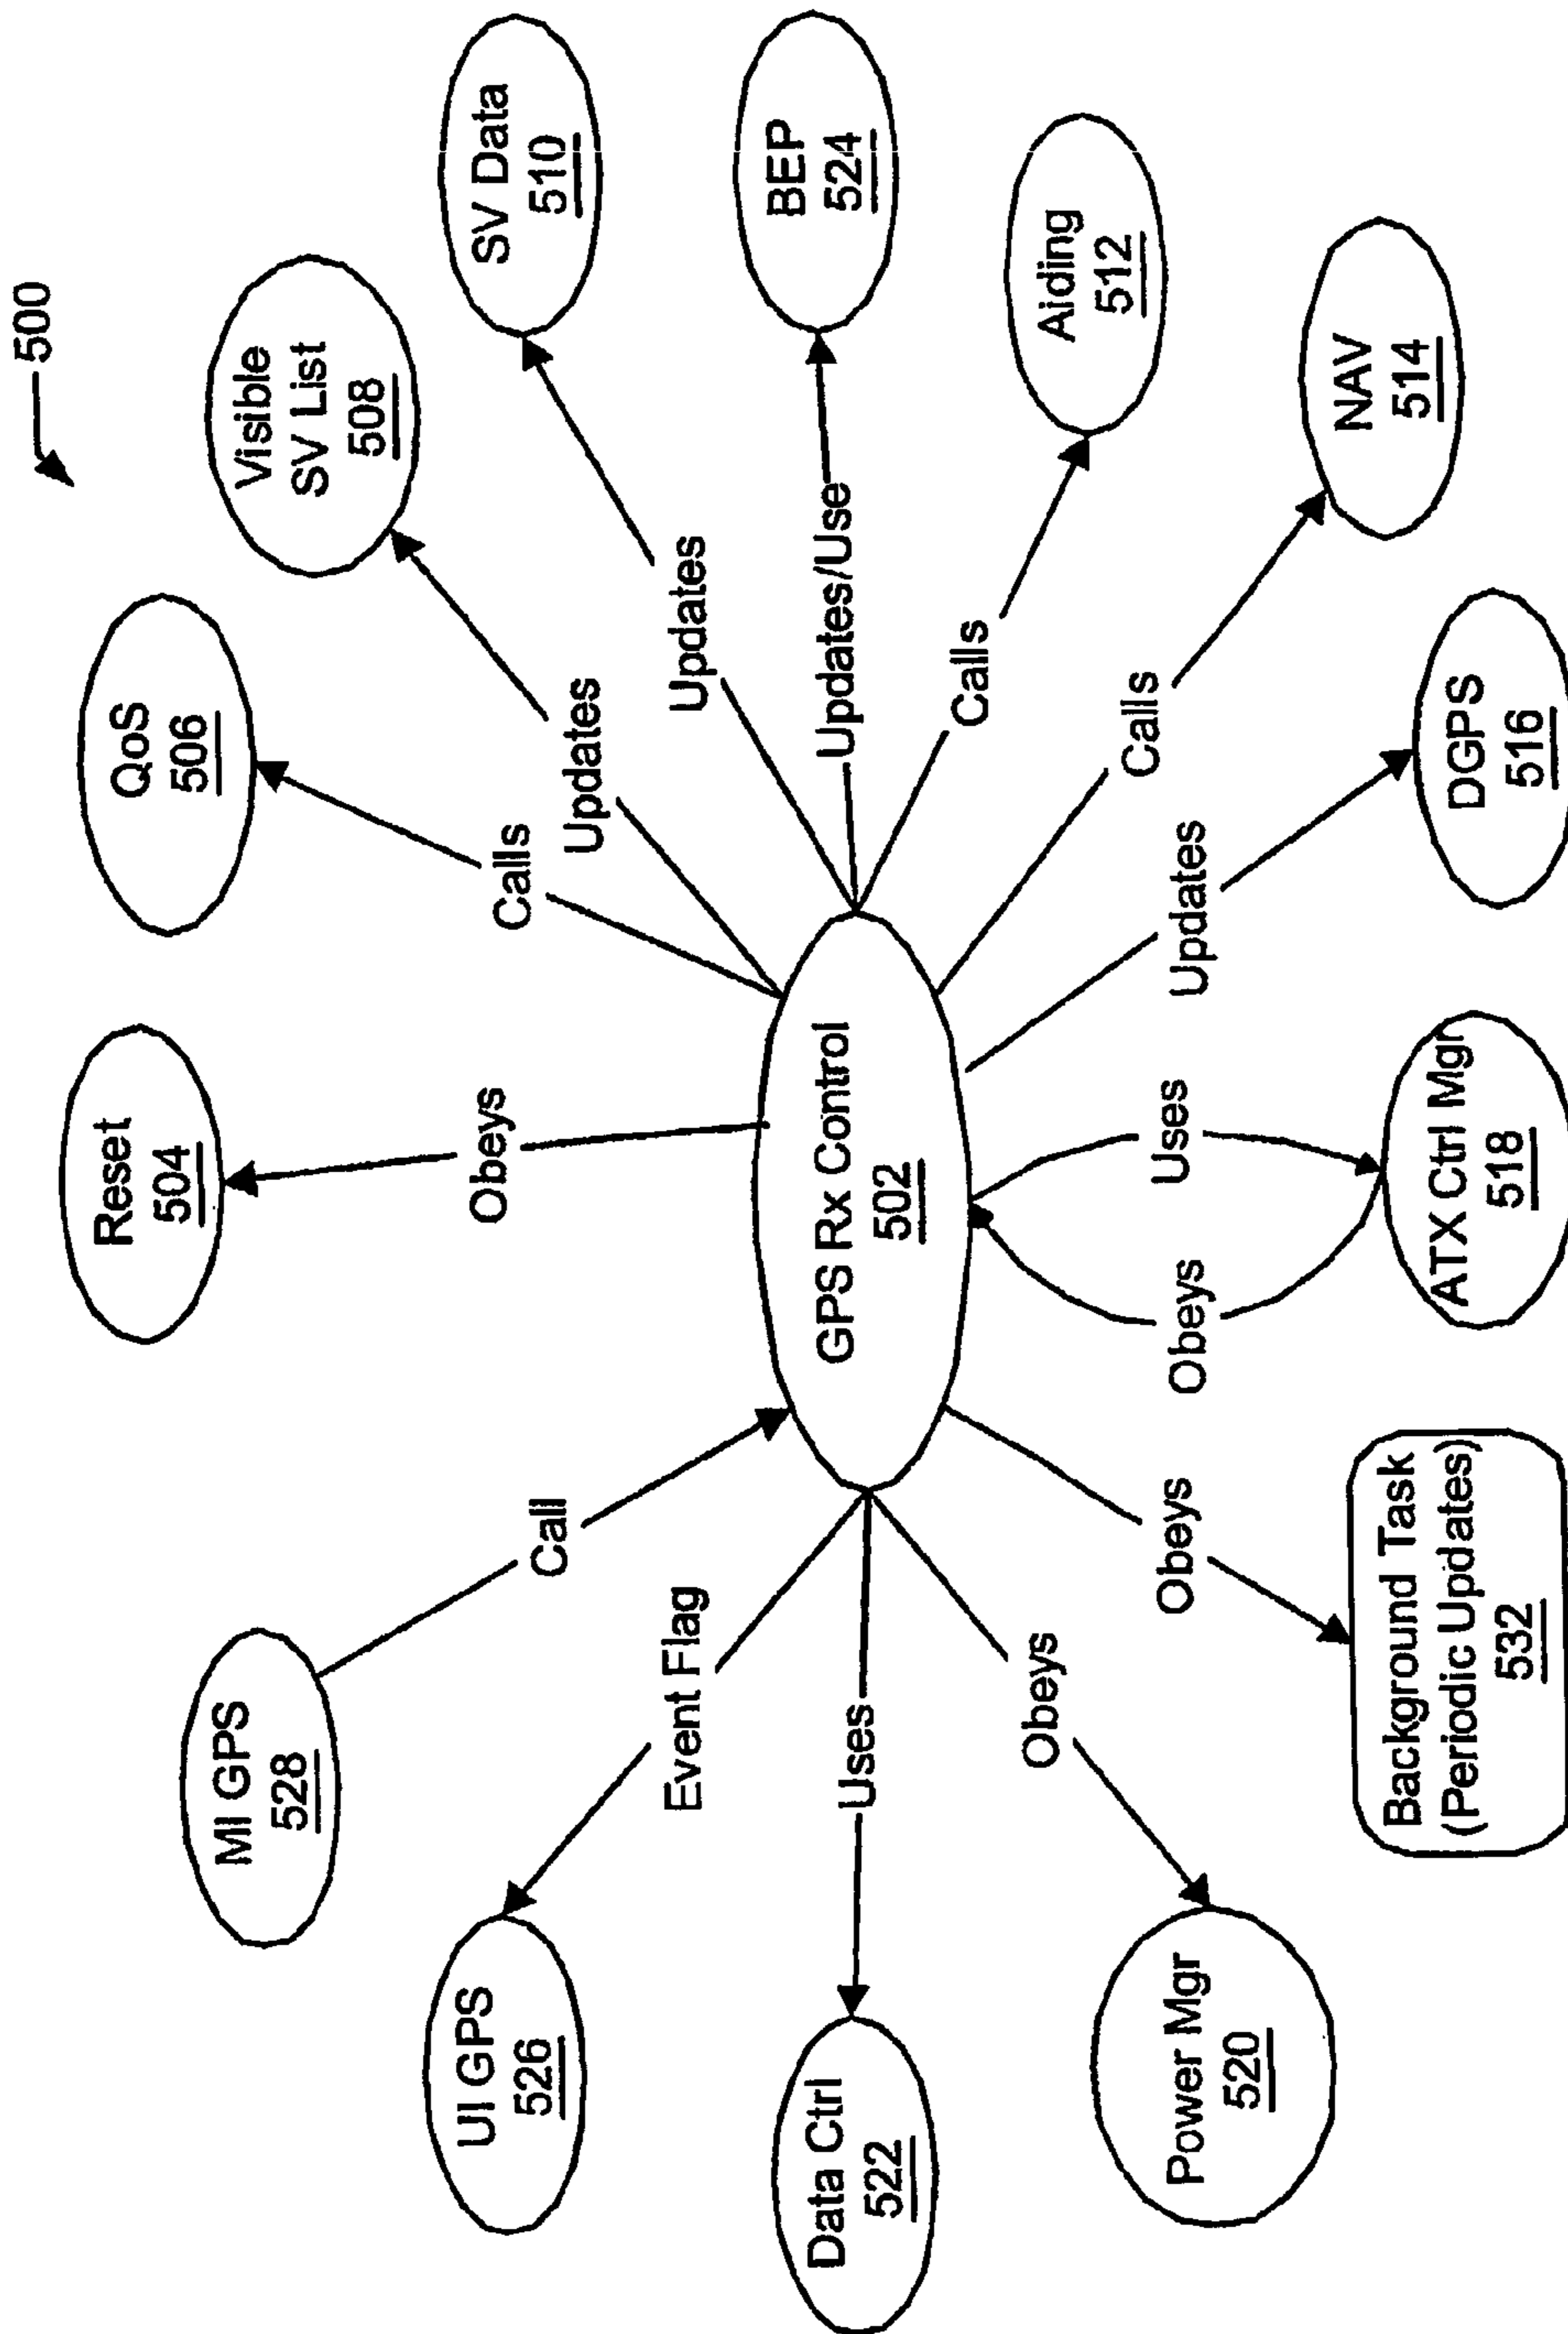 500
Reset
504
QoS
506
Visible
SV List
508
SV Data
510
BEP
524
Aiding
512
NAV
514
DGPS
516
ATX Ctrl Mgr
518
Background Task
(Periodic Updates)
532
Power Mgr
520
Data Ctrl
522
UI GPS
526
MI GPS
528
GPS Rx Control
502
Obeys
Calls
Updates
Updates
Updates/Use
Calls
Calls
Updates
Uses
Obeys
Obeys
Obeys
Uses
Event Flag
Call